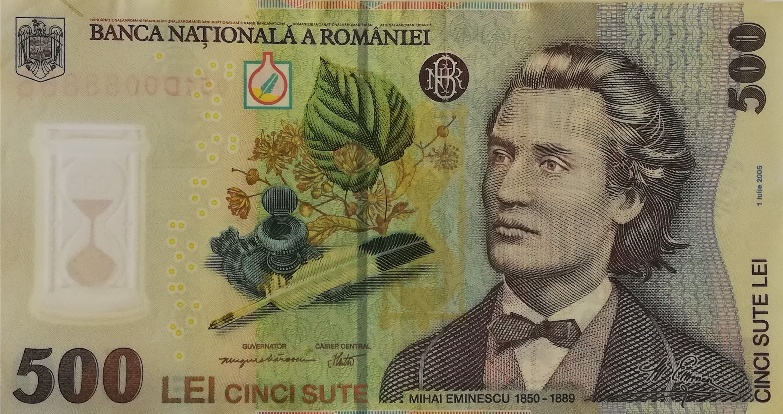 BANCA NAȚIONALĂ A ROMÂNIEI
500
1 Iulie 2005
GUVERNATOR
CASIER CENTRAL
500 LEI CINCI SUTE
MIHAI EMINESCU 1850 - 1889
CINCI SUTE LEI